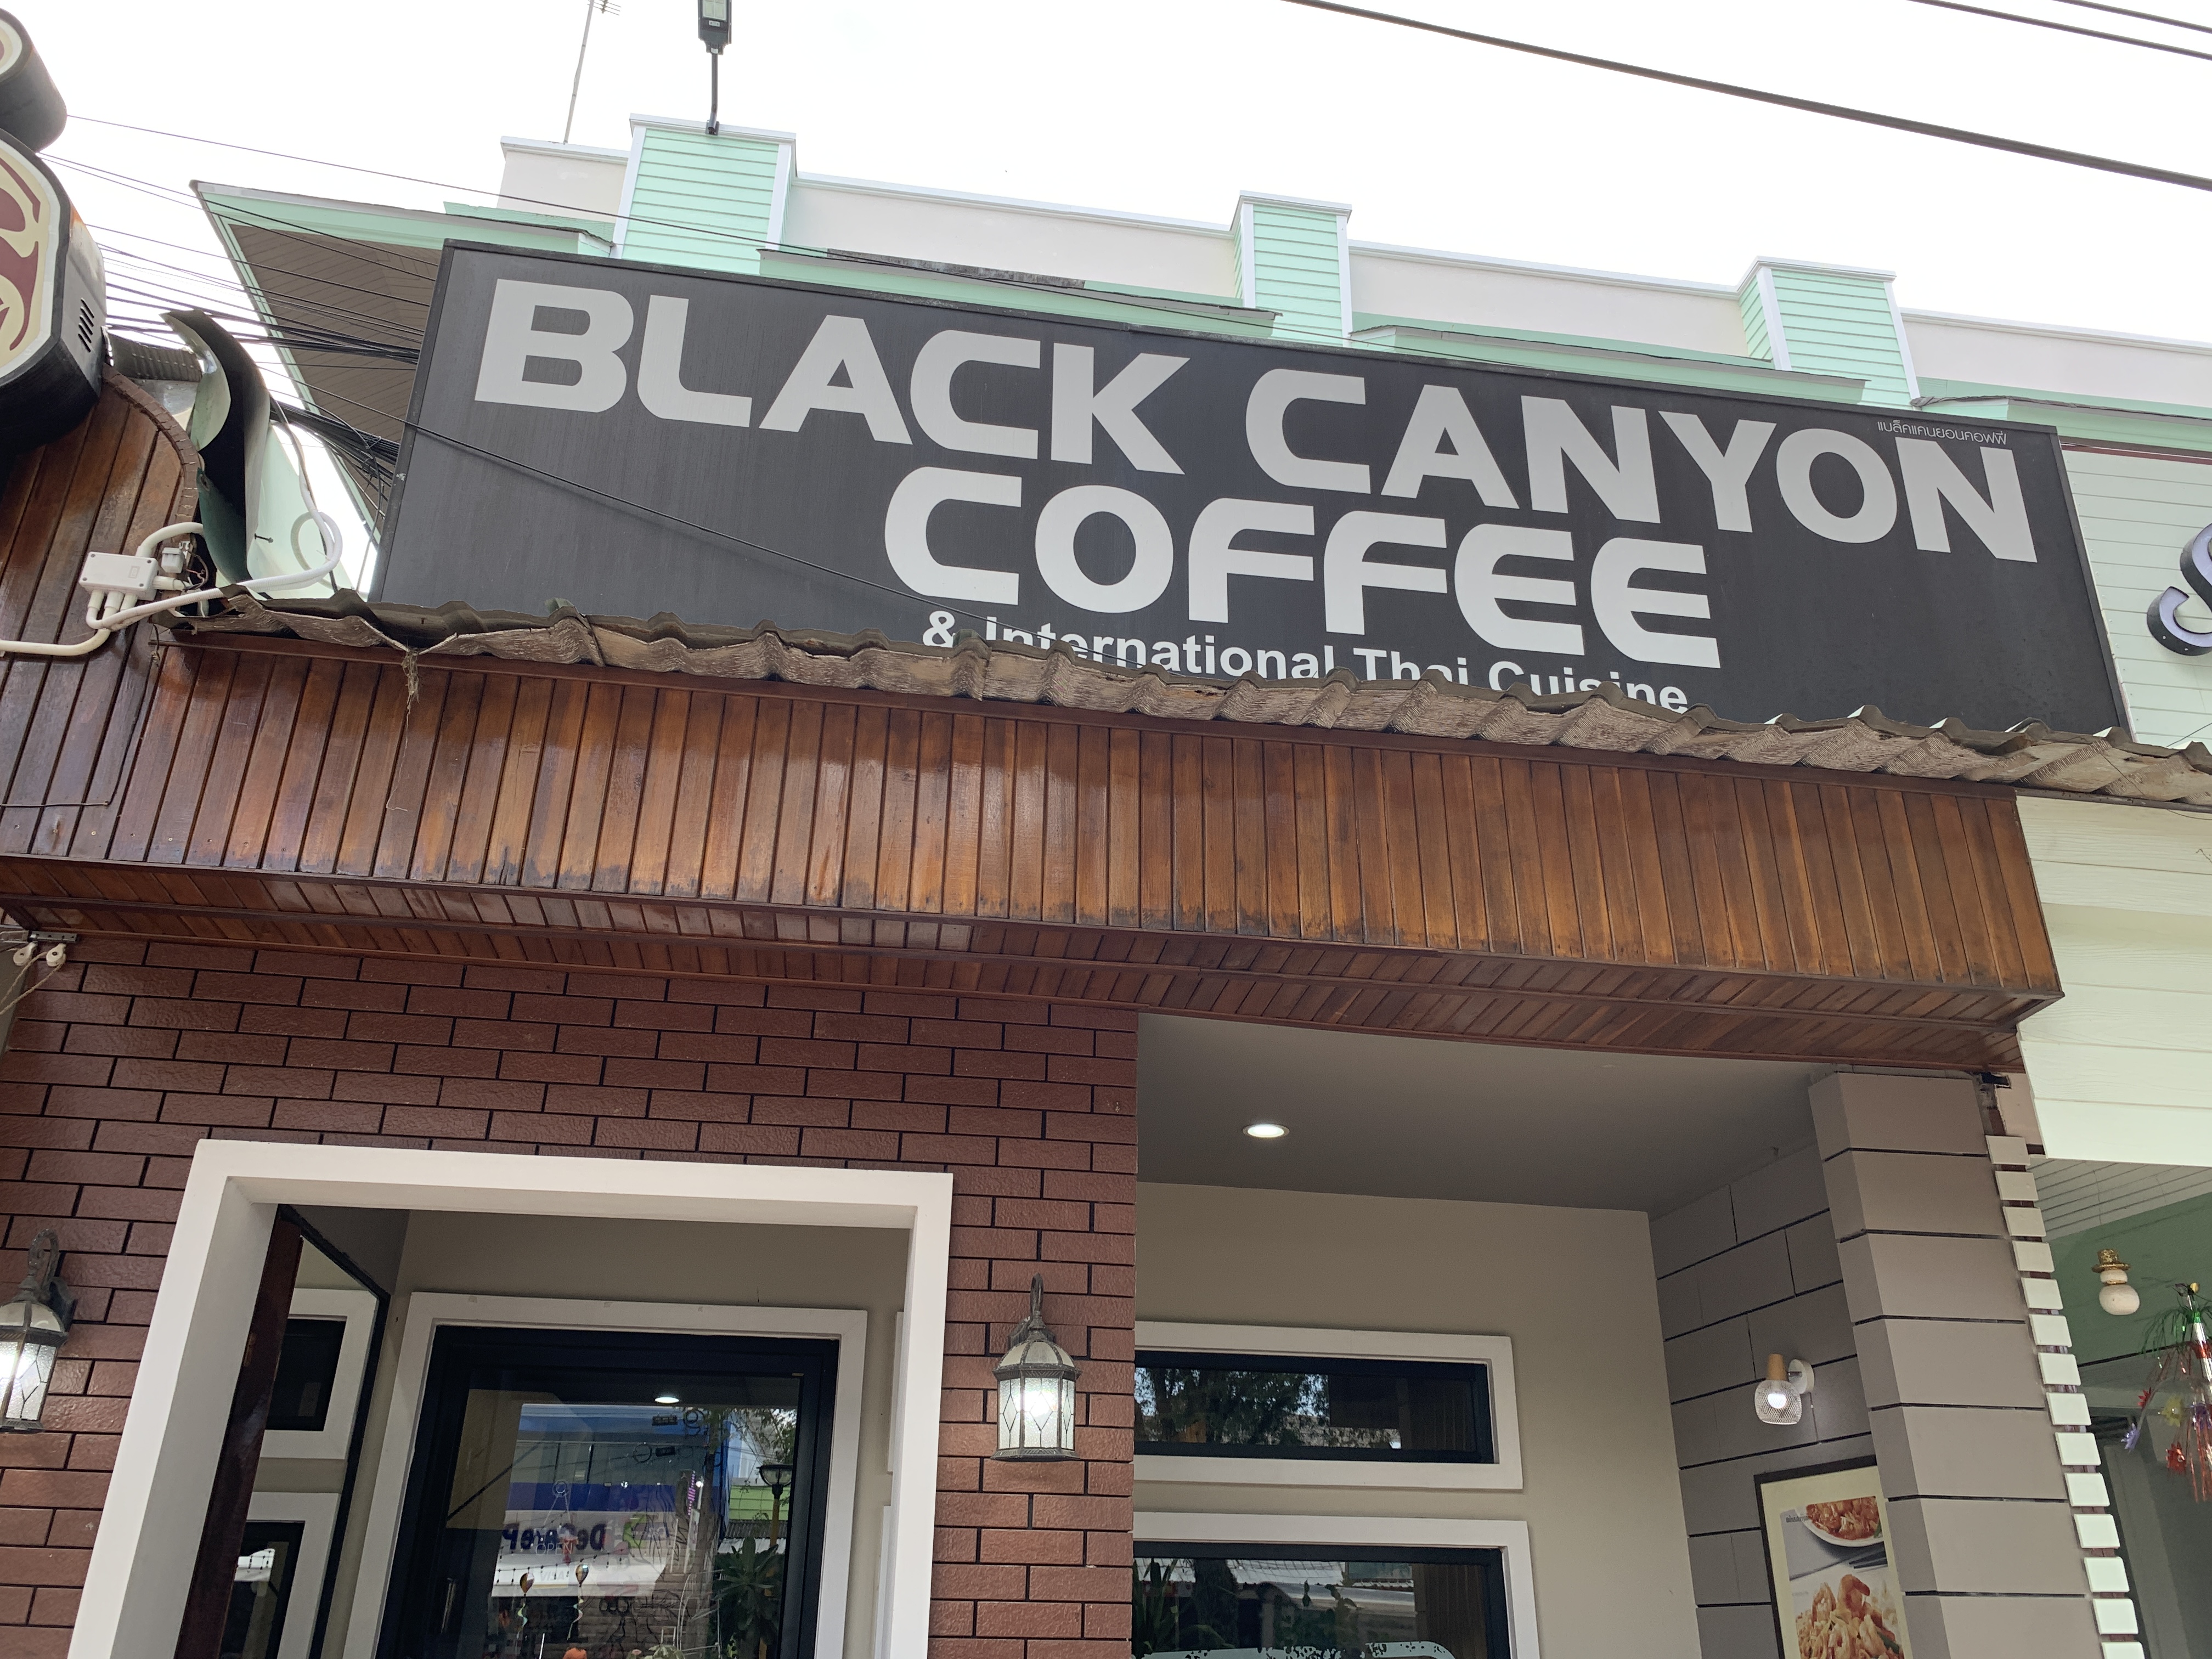 BLACK CANYON
แบล็คแคนยอนคอฟฟี่
COFFEE
& International Thai Cuisine